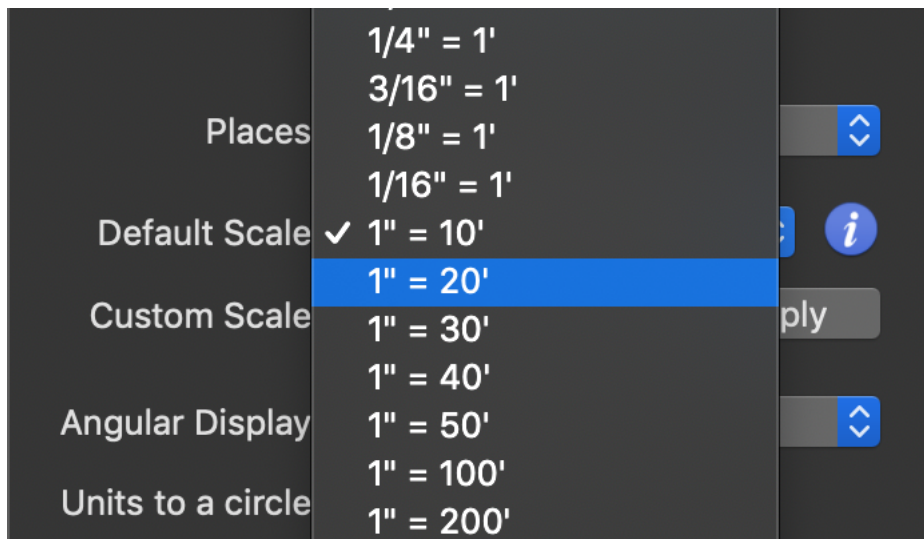 1/4" = 1'
3/16" = 1'
Places
1/8" = 1'
1/16" = 1'
Default Scale ✓ 1" = 10'
i
1" = 20'
Custom Scale
1" = 30'
ply
1" = 40'
Angular Display
1" = 50'
1" = 100'
Units to a circle
1" = 200'